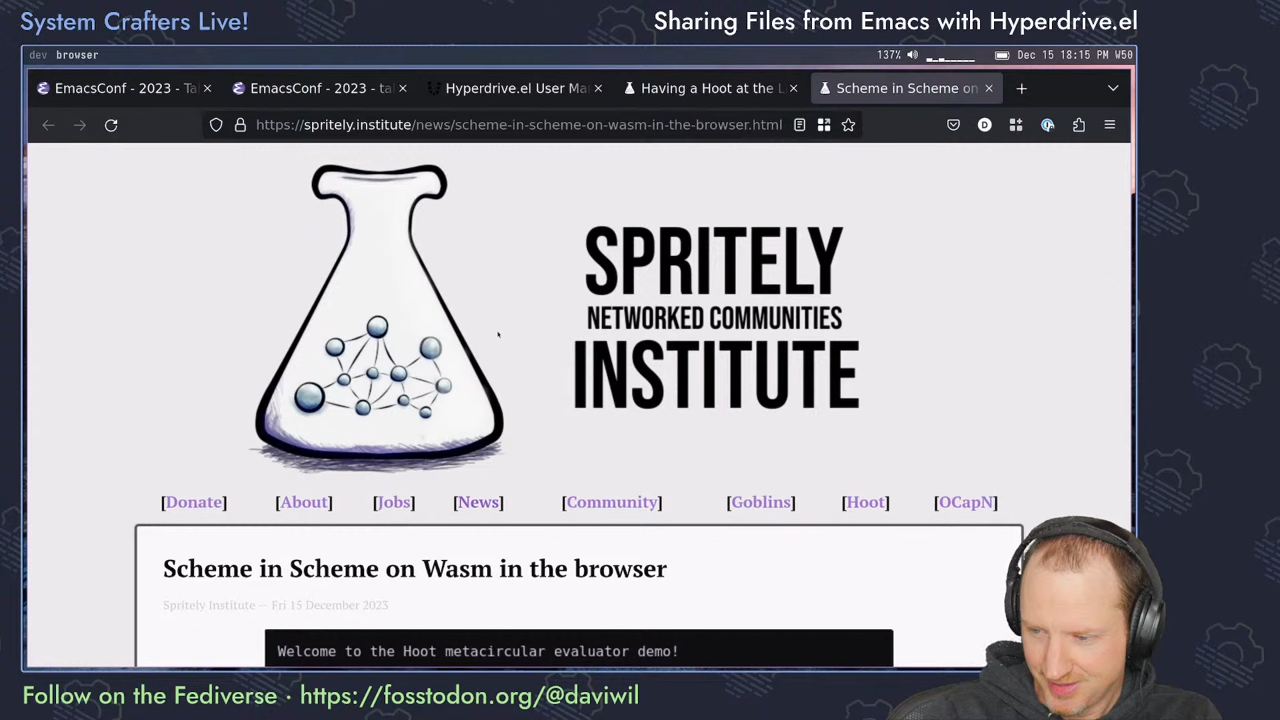 System Crafters Live!
Sharing Files from Emacs with Hyperdrive.el
dev browser
137% Dec 15 18:15 PM W50
EmacsConf - 2023 - Ta
EmacsConf - 2023 - tal
Hyperdrive.el User Ma
Having a Hoot at the L
Scheme in Scheme on
https://spritely.institute/news/scheme-in-scheme-on-wasm-in-the-browser.html
D
SPRITELY
NETWORKED COMMUNITIES
INSTITUTE
[Donate] [About] [Jobs] [News] [Community] [Goblins] [Hoot] [OCapN]
Scheme in Scheme on Wasm in the browser
Spritely Institute — Fri 15 December 2023
Welcome to the Hoot metacircular evaluator demo!
Follow on the Fediverse · https://fosstodon.org/@daviwil